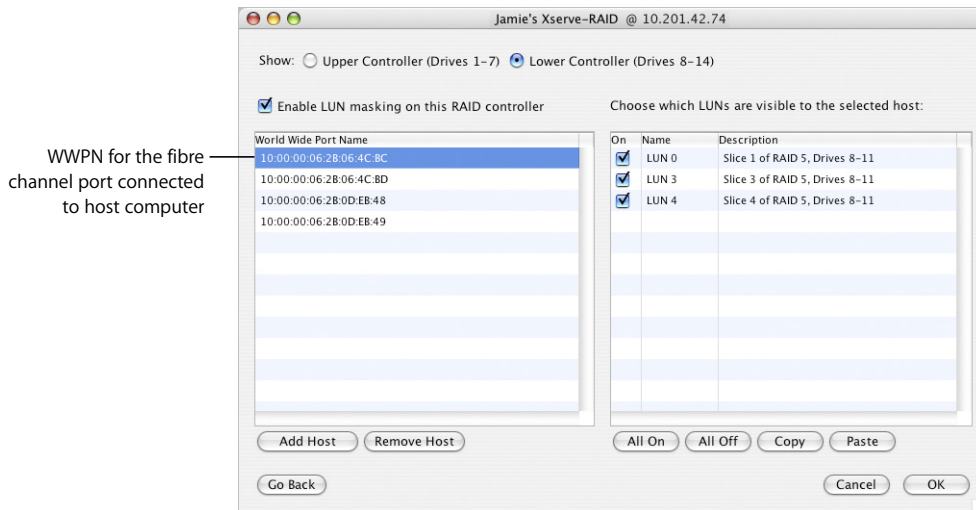 Jamie's Xserve-RAID @ 10.201.42.74
Show: Upper Controller (Drives 1-7) Lower Controller (Drives 8-14)
Enable LUN masking on this RAID controller
Choose which LUNs are visible to the selected host:
World Wide Port Name
10:00:00:06:2B:06:4C:BC
10:00:00:06:2B:06:4C:BD
10:00:00:06:2B:0D:EB:48
10:00:00:06:2B:0D:EB:49
On Name Description
LUN 0 Slice 1 of RAID 5, Drives 8-11
LUN 3 Slice 3 of RAID 5, Drives 8-11
LUN 4 Slice 4 of RAID 5, Drives 8-11
WWPN for the fibre
channel port connected
to host computer
Add Host Remove Host
All On All Off Copy Paste
Go Back Cancel OK